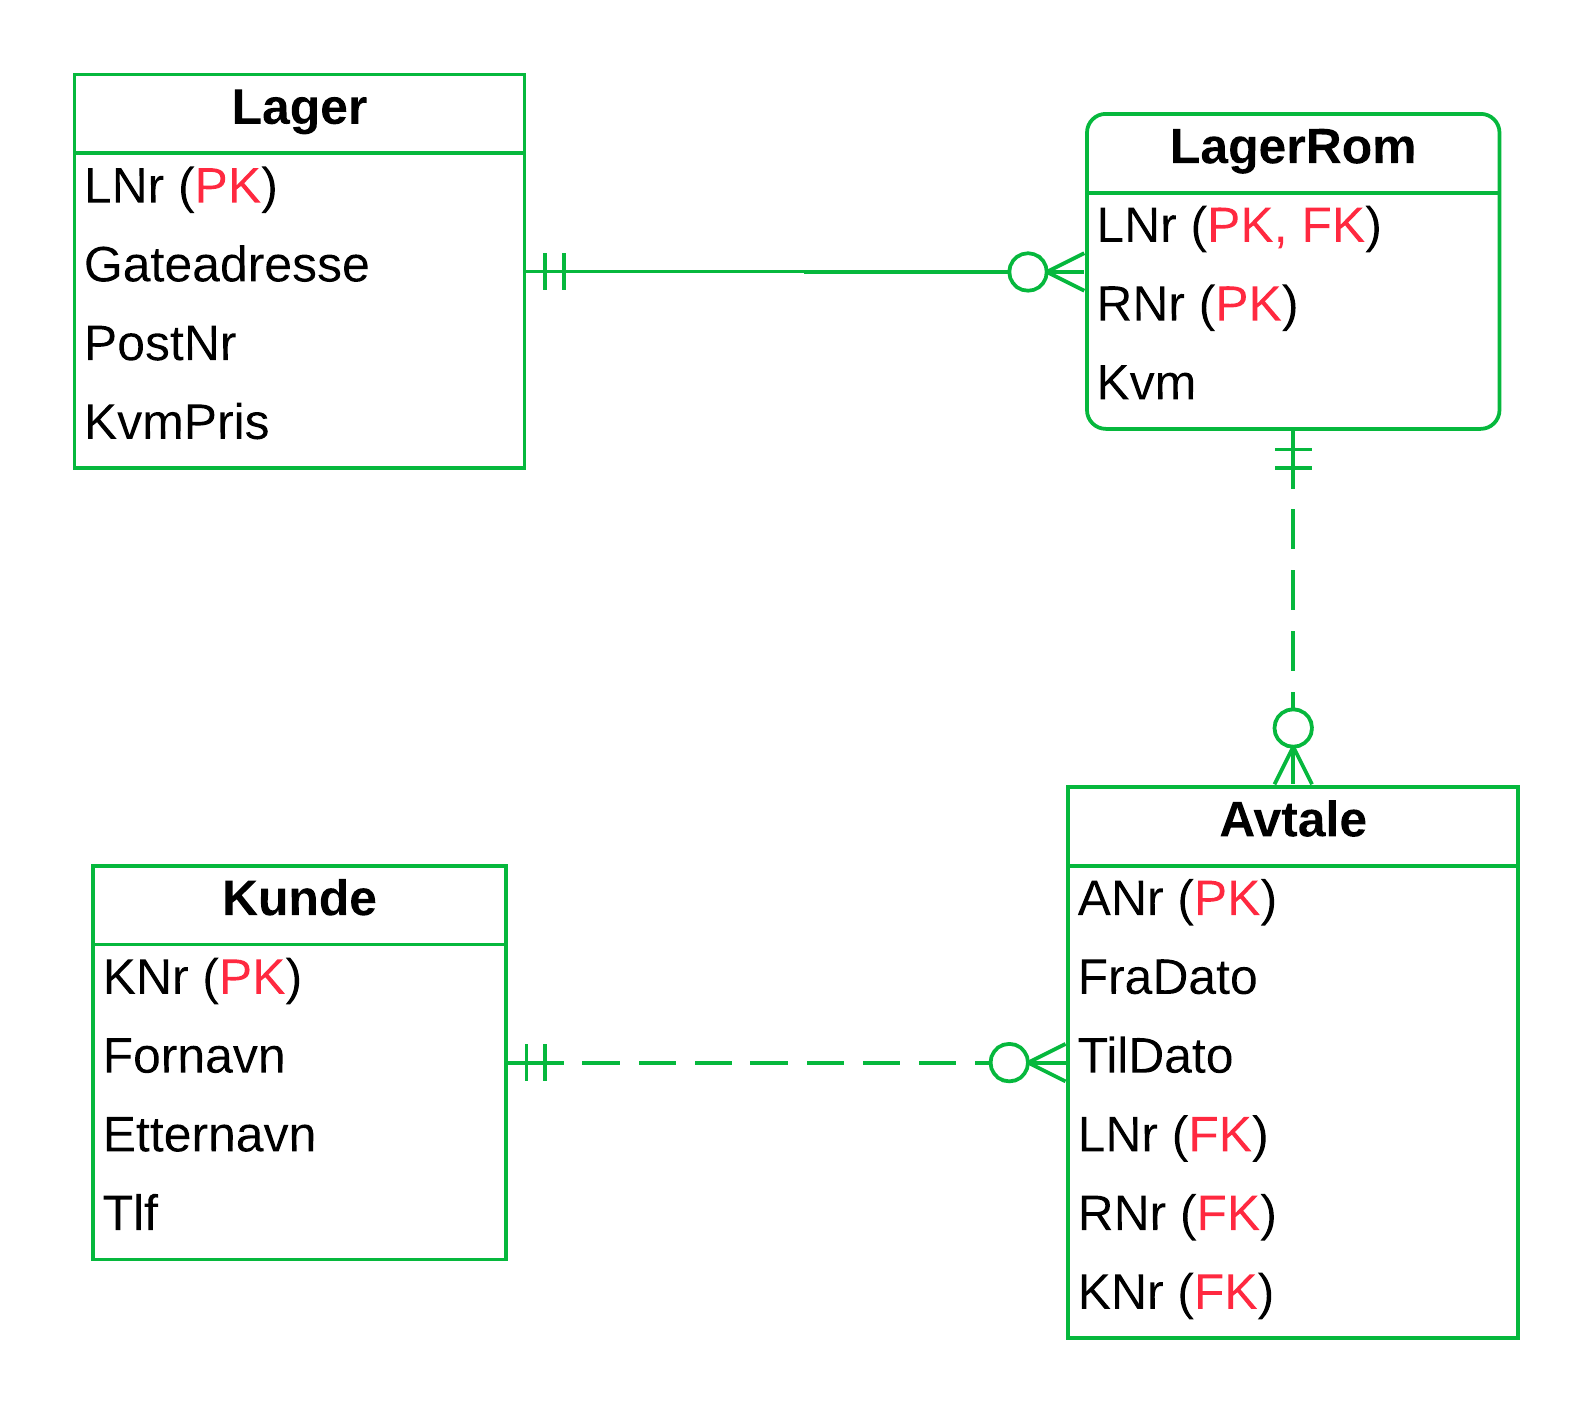 Lager
LNr (PK)
Gateadresse
PostNr
KvmPris
LagerRom
LNr (PK, FK)
RNr (PK)
Kvm
Kunde
KNr (PK)
Fornavn
Etternavn
Tlf
Avtale
ANr (PK)
FraDato
TilDato
LNr (FK)
RNr (FK)
KNr (FK)